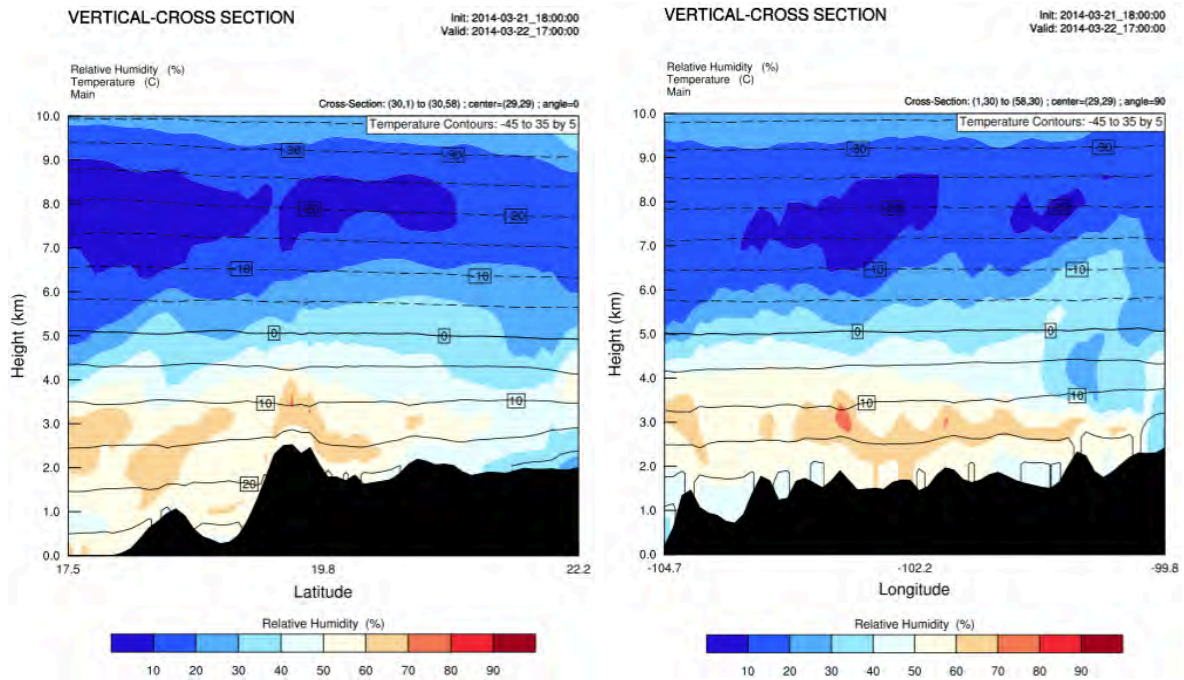 VERTICAL-CROSS SECTION
Init: 2014-03-21_18:00:00
Valid: 2014-03-22_17:00:00
Relative Humidity (%)
Temperature (C)
Main
Cross-Section: (30,1) to (30,58) ; center=(29,29) ; angle=0
Temperature Contours: -45 to 35 by 5
10.0
9.0
8.0
7.0
6.0
5.0
4.0
3.0
2.0
1.0
0.0
Height (km)
-30
-30
-20
-20
-10
-10
0
0
10
10
20
17.5
19.8
22.2
Latitude
Relative Humidity (%)
10 20 30 40 50 60 70 80 90
VERTICAL-CROSS SECTION
Init: 2014-03-21_18:00:00
Valid: 2014-03-22_17:00:00
Relative Humidity (%)
Temperature (C)
Main
Cross-Section: (1,30) to (58,30) ; center=(29,29) ; angle=90
Temperature Contours: -45 to 35 by 5
10.0
9.0
8.0
7.0
6.0
5.0
4.0
3.0
2.0
1.0
0.0
Height (km)
-30
-30
-10
-10
0
0
10
10
-104.7
-102.2
-99.8
Longitude
Relative Humidity (%)
10 20 30 40 50 60 70 80 90